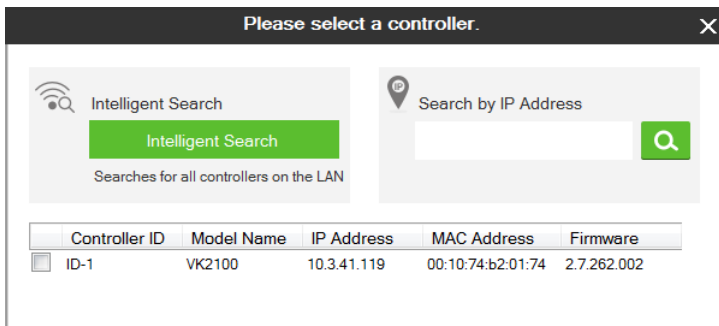 Please select a controller.
X
Intelligent Search
Intelligent Search
Searches for all controllers on the LAN
IP
Search by IP Address
Controller ID Model Name IP Address MAC Address Firmware
ID-1 VK2100 10.3.41.119 00:10:74:b2:01:74 2.7.262.002